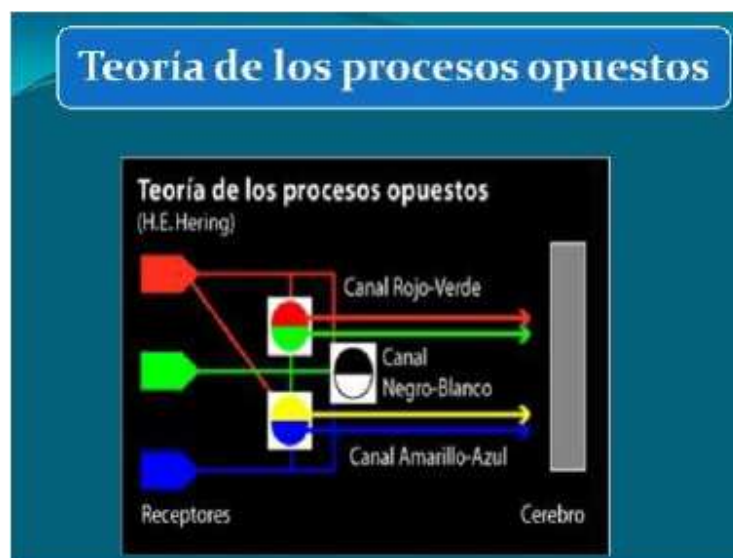 Teoría de los procesos opuestos
Teoría de los procesos opuestos
(H.E. Hering)
Canal Rojo-Verde
Canal
Negro-Blanco
Canal Amarillo-Azul
Receptores
Cerebro